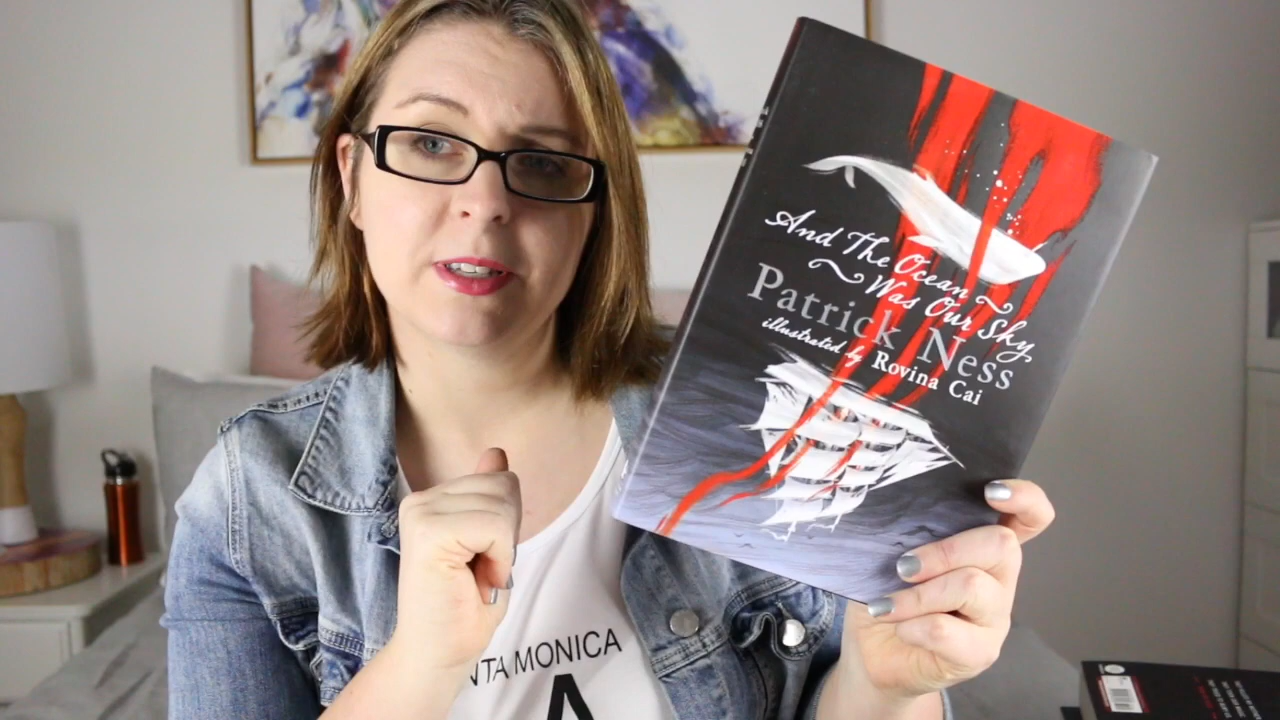 And The Ocean
Was Our Sky
Patrick Ness
illustrated by Rovina Cai
NTA MONICA